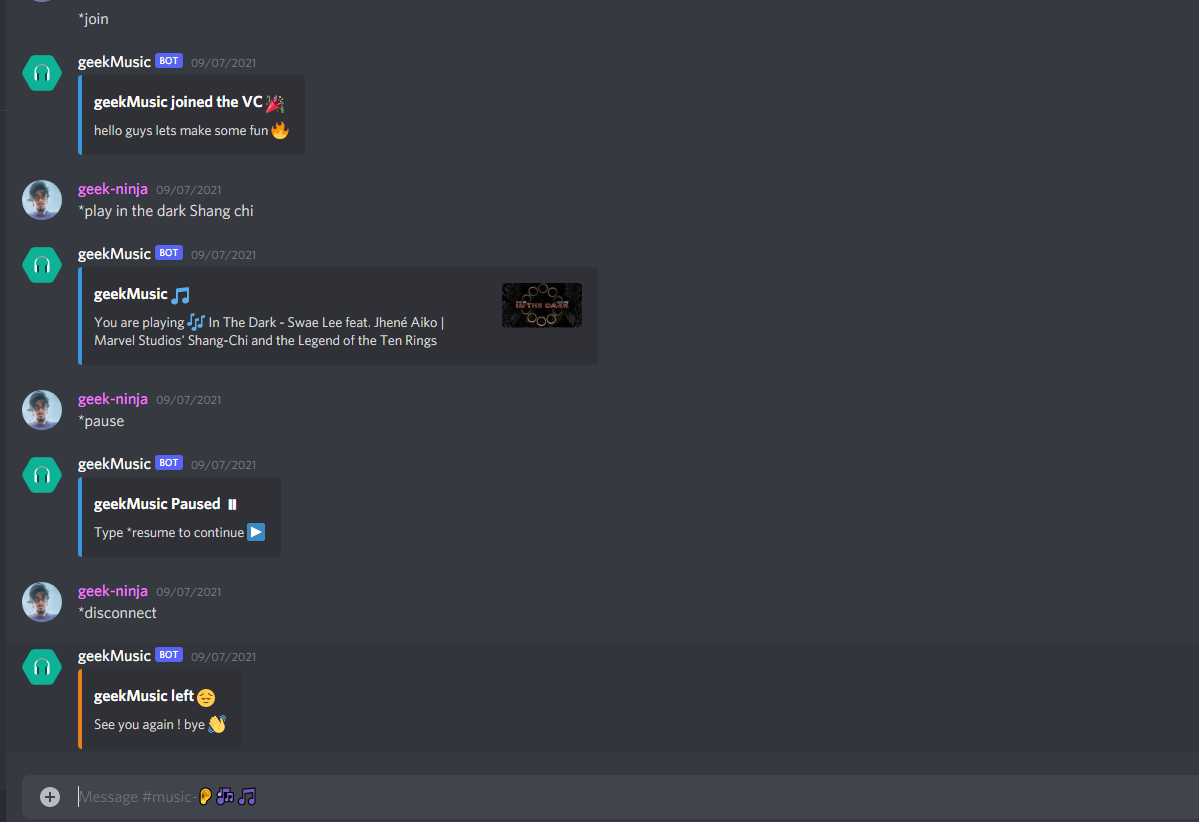 *join
geekMusic BOT 09/07/2021
geekMusic joined the VC 🎉
hello guys lets make some fun 🔥
geek-ninja 09/07/2021
*play in the dark Shang chi
geekMusic BOT 09/07/2021
geekMusic 🎵
You are playing 🎶 In The Dark - Swae Lee feat. Jhené Aiko |
Marvel Studios' Shang-Chi and the Legend of the Ten Rings
IN THE DARK
geek-ninja 09/07/2021
*pause
geekMusic BOT 09/07/2021
geekMusic Paused ⏸
Type *resume to continue ▶️
geek-ninja 09/07/2021
*disconnect
geekMusic BOT 09/07/2021
geekMusic left 😔
See you again ! bye 👋
Message #music-👂🎶🎵